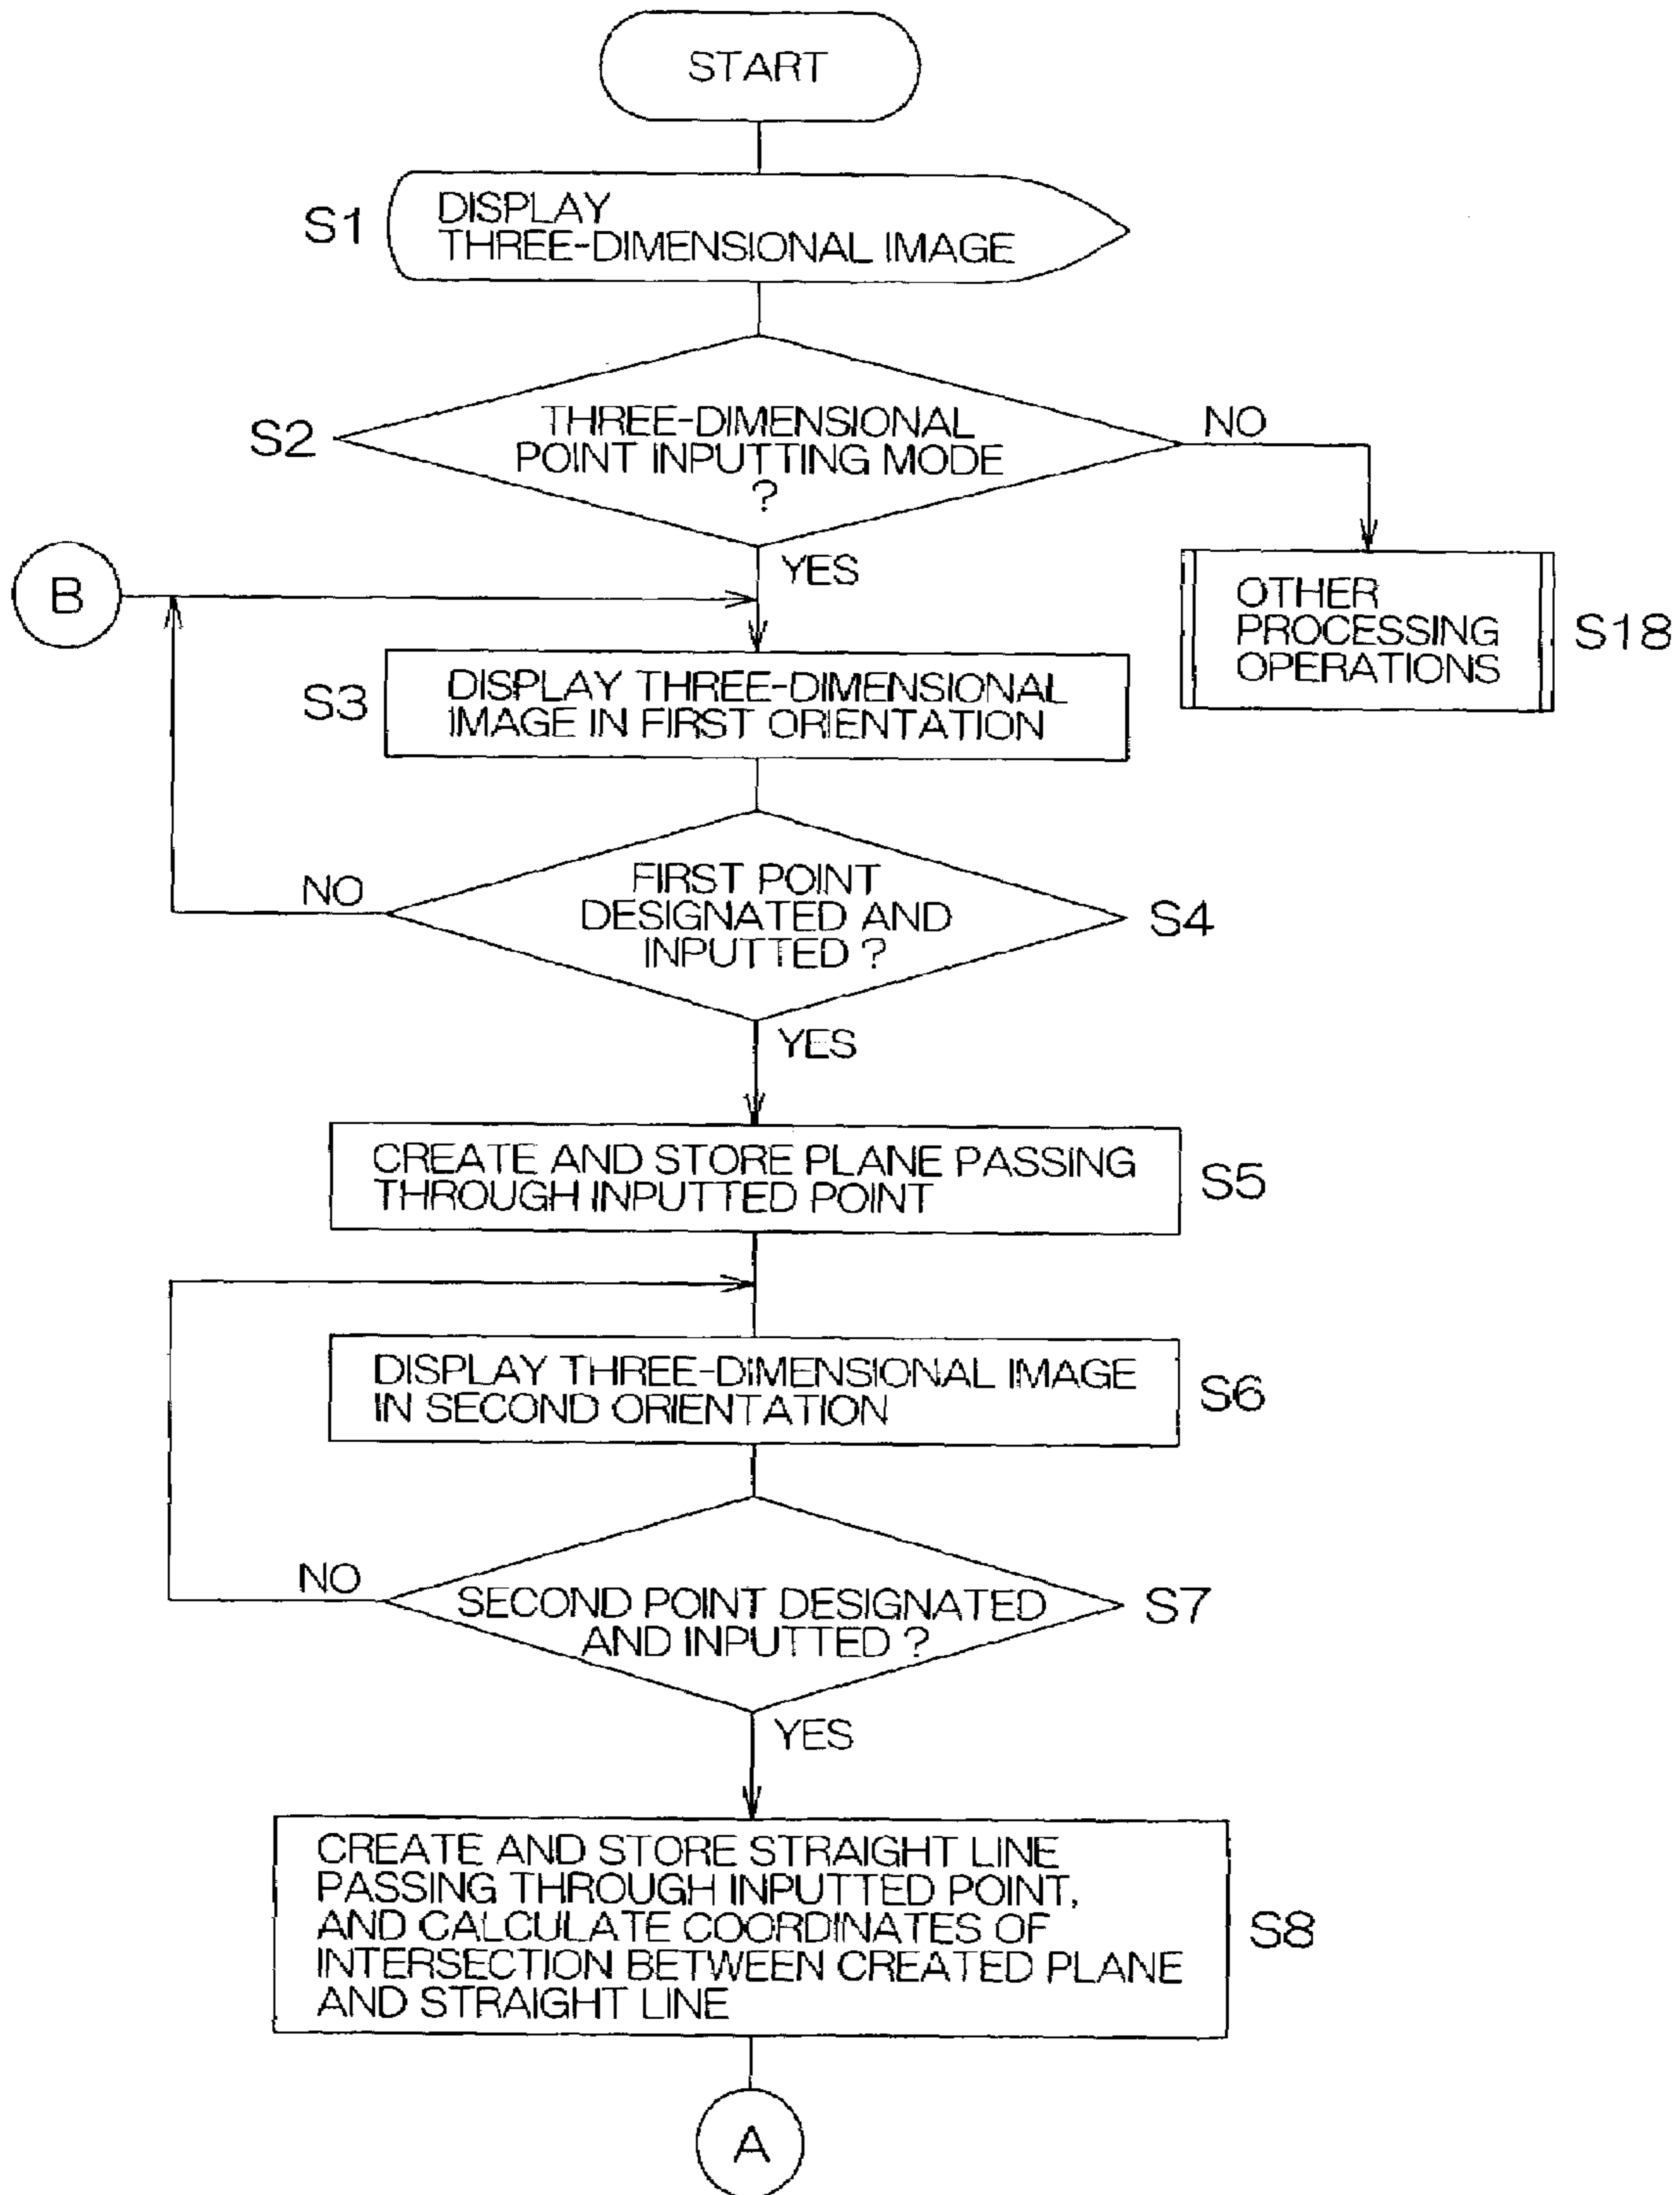 START
S1
DISPLAY
THREE-DIMENSIONAL IMAGE
S2
THREE-DIMENSIONAL
POINT INPUTTING MODE
?
NO
YES
B
OTHER
PROCESSING
OPERATIONS
S18
S3
DISPLAY THREE-DIMENSIONAL
IMAGE IN FIRST ORIENTATION
NO
FIRST POINT
DESIGNATED AND
INPUTTED ?
S4
YES
CREATE AND STORE PLANE PASSING
THROUGH INPUTTED POINT
S5
DISPLAY THREE-DIMENSIONAL IMAGE
IN SECOND ORIENTATION
S6
NO
SECOND POINT DESIGNATED
AND INPUTTED ?
S7
YES
CREATE AND STORE STRAIGHT LINE
PASSING THROUGH INPUTTED POINT,
AND CALCULATE COORDINATES OF
INTERSECTION BETWEEN CREATED PLANE
AND STRAIGHT LINE
S8
A